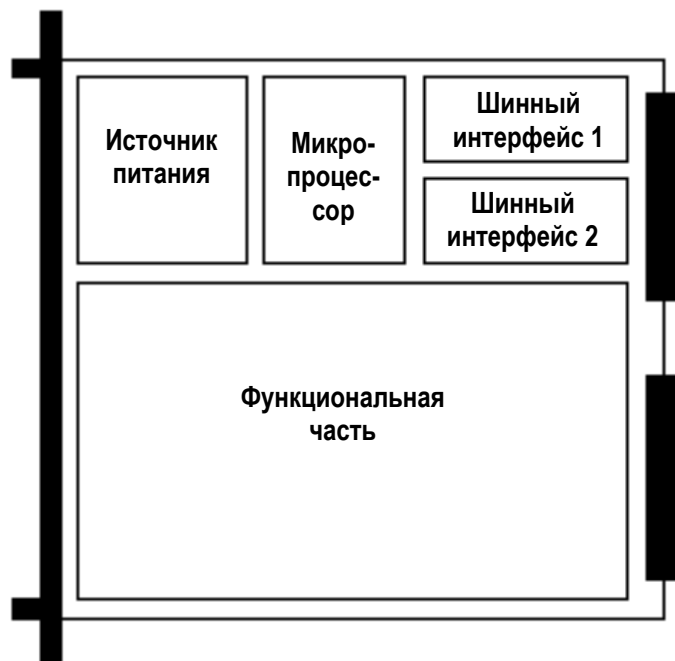 Источник
питания
Микро-
процес-
сор
Шинный
интерфейс 1
Шинный
интерфейс 2
Функциональная
часть